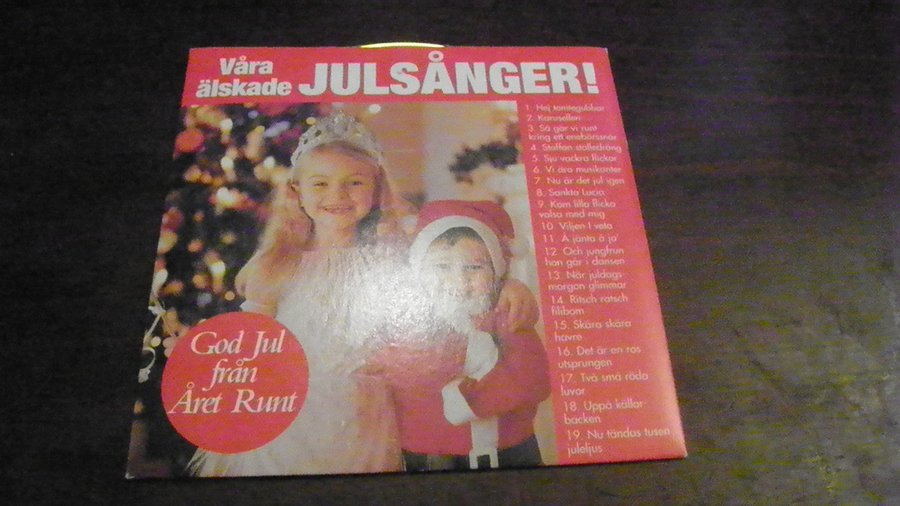 Våra
älskade JULSÅNGER!
1. Hej tomtegubbar
2. Karusellen
3. Så går vi runt
kring ett enebärssnår
4. Staffan stalledräng
5. Sju vackra flickor
6. Vi äro musikanter
7. Nu är det jul igen
8. Sankta Lucia
9. Kom lilla flicka
valsa med mig
10. Viljen I veta
11. Å jänta å ja'
12. Och jungfrun
hon går i dansen
13. När juldags-
morgon glimmar
14. Ritsch ratsch
filibom
15. Skära skära
havre
16. Det är en ros
utsprungen
17. Två små röda
luvor
18. Uppå källar-
backen
19. Nu tändas tusen
juleljus
God Jul
från
Året Runt